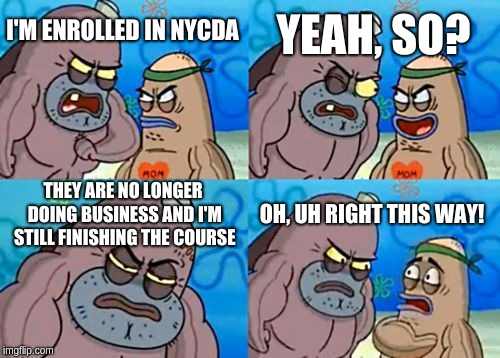 I'M ENROLLED IN NYCDA
YEAH, SO?
MOM
MOM
THEY ARE NO LONGER
DOING BUSINESS AND I'M
STILL FINISHING THE COURSE
OH, UH RIGHT THIS WAY!
imgflip.com